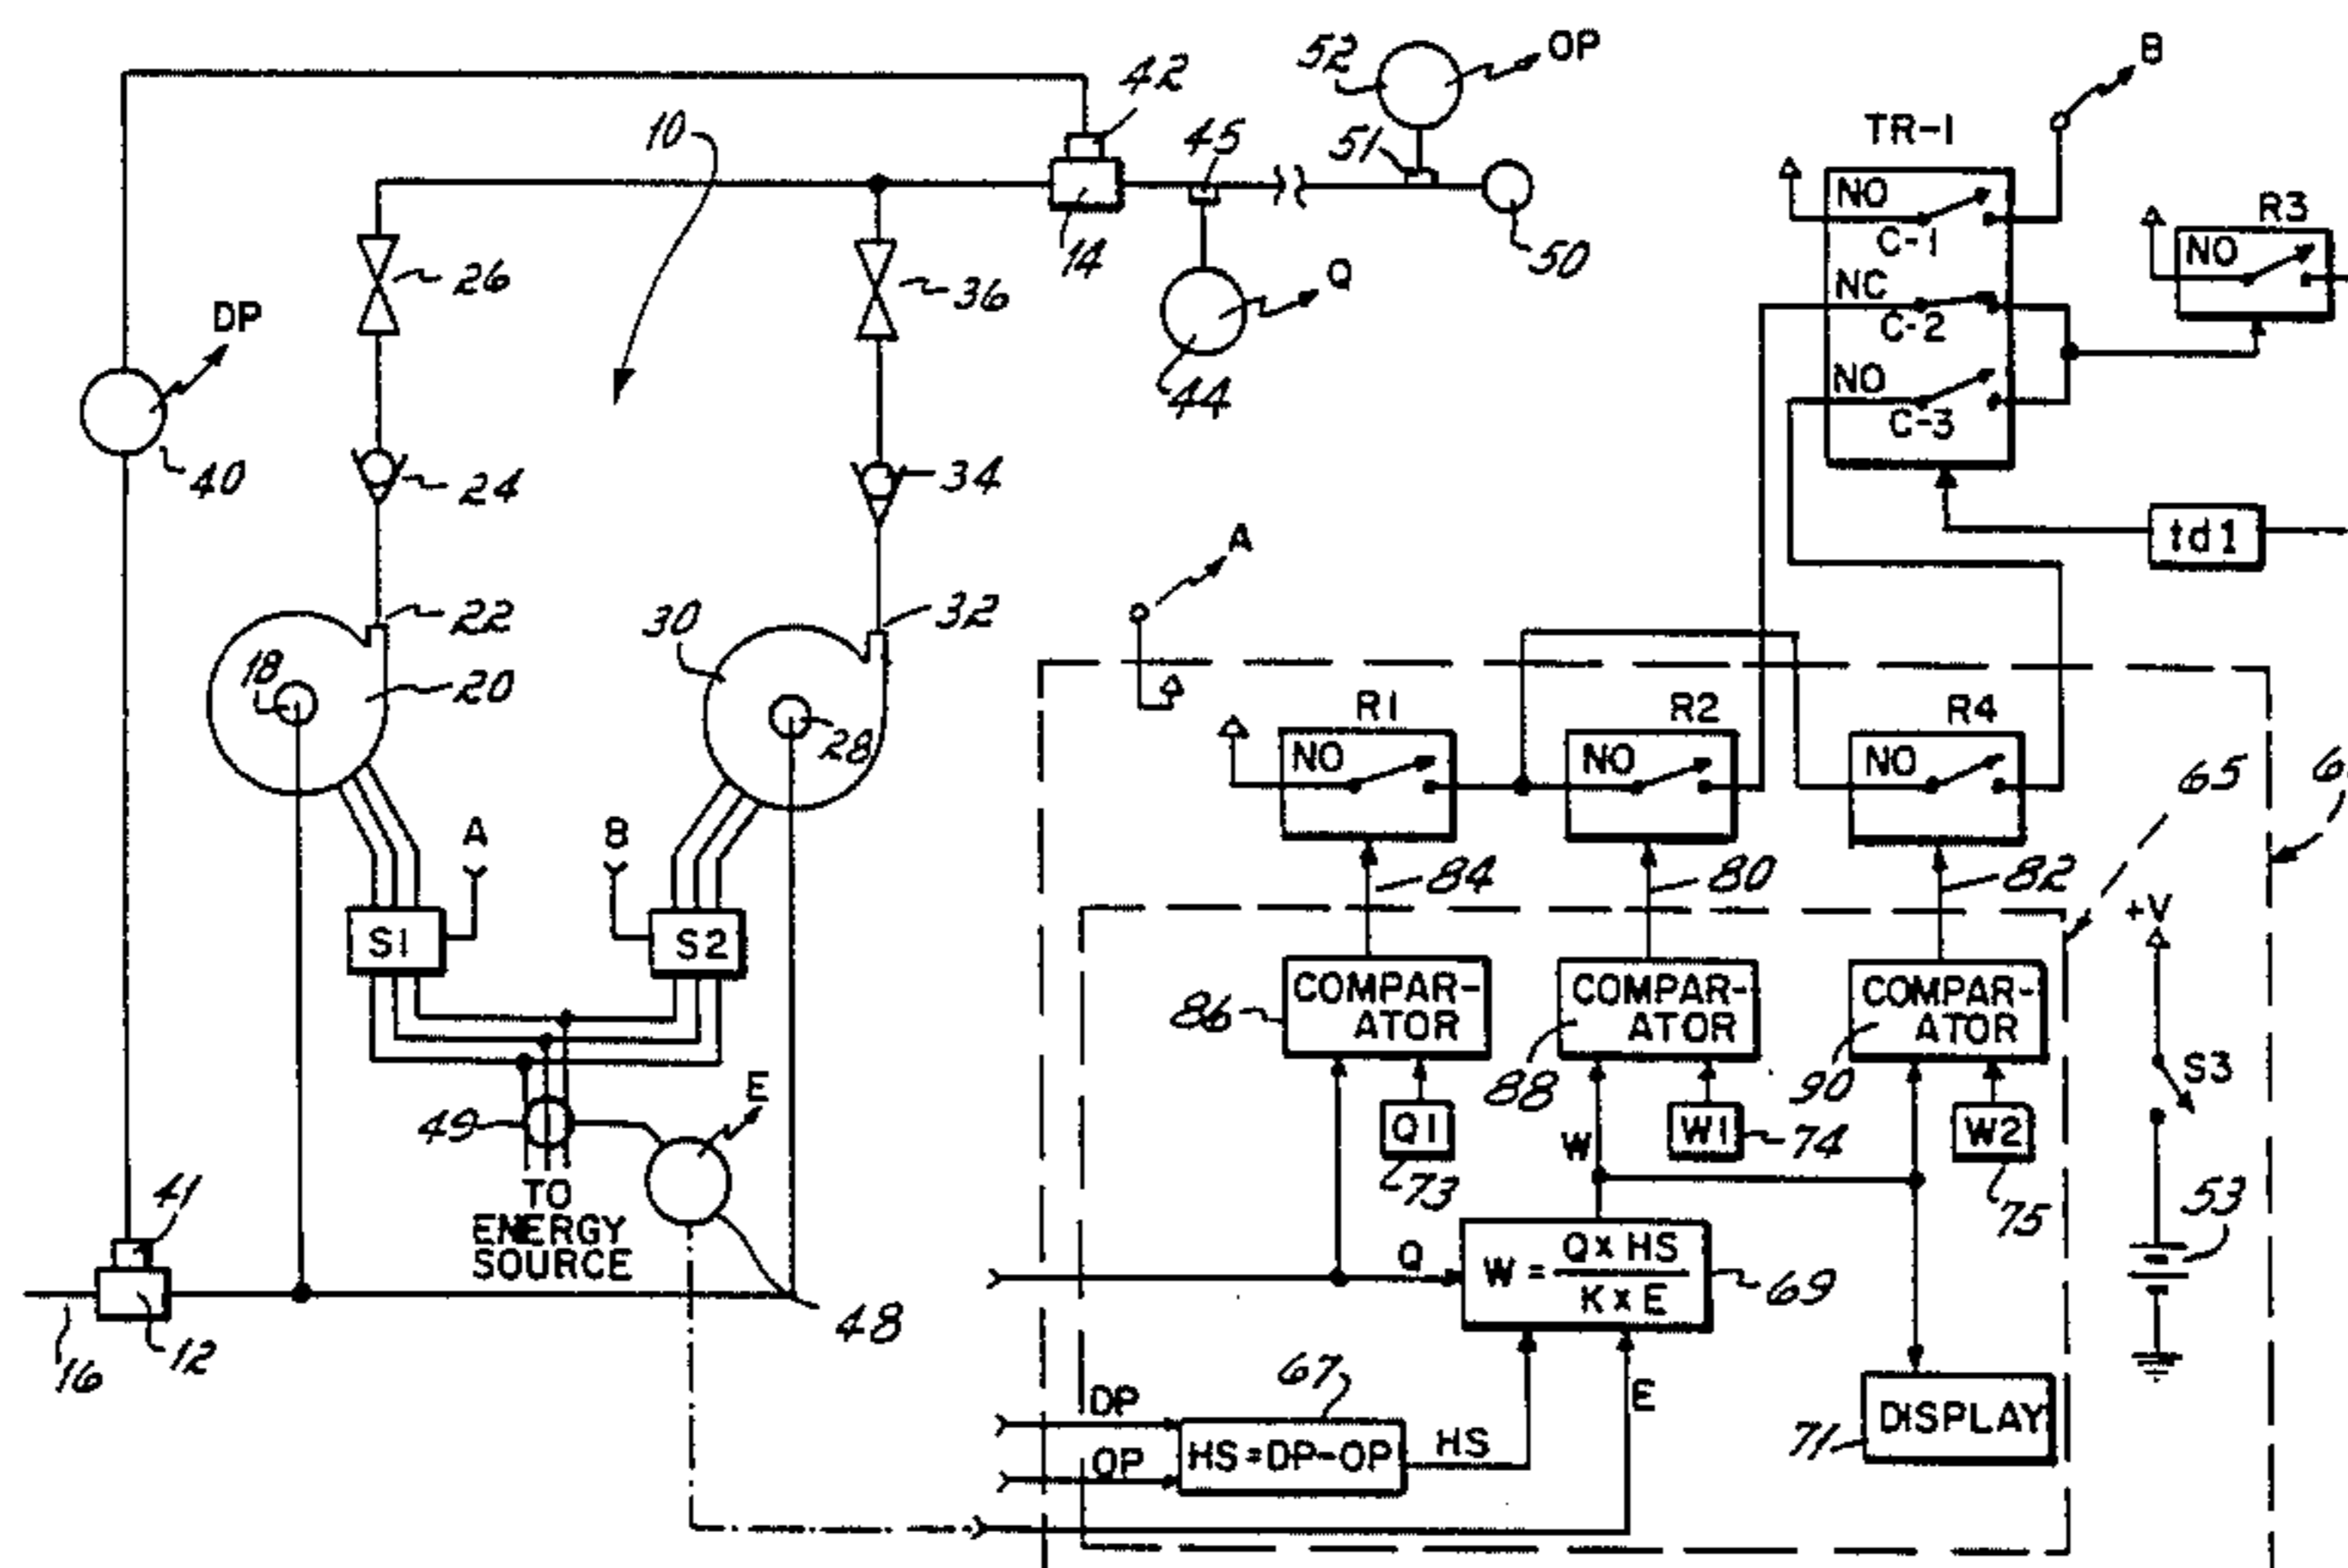 42
52
OP
B
10
45
51
TR-1
14
50
NO
C-1
R3
NO
26
36
Q
NC
C-2
DP
44
NO
C-3
40
24
34
A
td1
22
30
32
18
20
28
R1
R2
R4
NO
NO
NO
65
A
B
84
80
82
+V
S1
S2
COMPAR-
ATOR
COMPAR-
ATOR
COMPAR-
ATOR
86
88
90
S3
E
49
Q1
W1
W2
74
W
73
75
53
41
TO
ENERGY
SOURCE
Q
W = Q x HS / K x E
69
48
12
16
67
DP
E
HS = DP-OP
HS
OP
DISPLAY
71